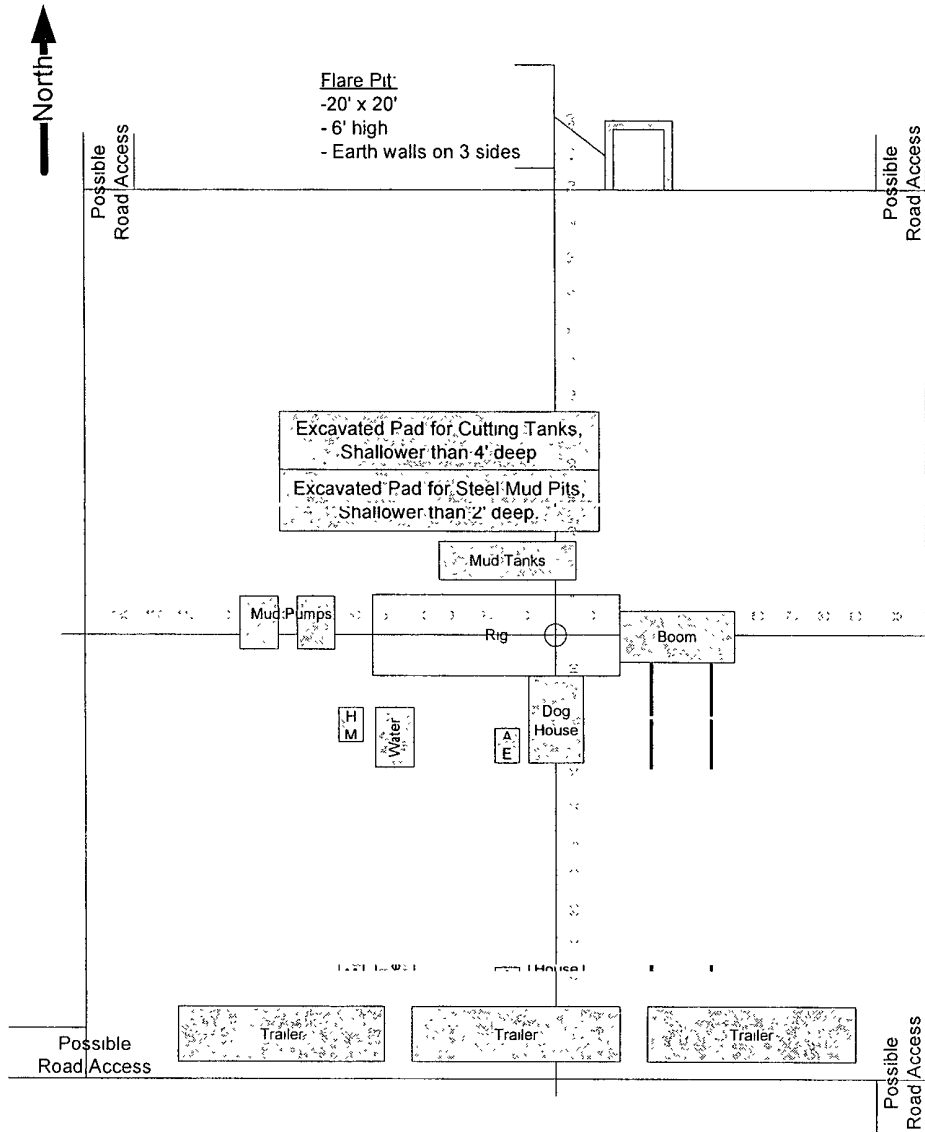 North
Flare Pit:
-20' x 20'
- 6' high
- Earth walls on 3 sides
Possible
Road Access
Possible
Road Access
Excavated Pad for Cutting Tanks,
Shallower than 4' deep
Excavated Pad for Steel Mud Pits,
Shallower than 2' deep.
Mud Tanks
Mud Pumps
Rig
Boom
H
M
Water
A
E
Dog
House
House
Trailer
Trailer
Trailer
Possible
Road Access
Possible
Road Access